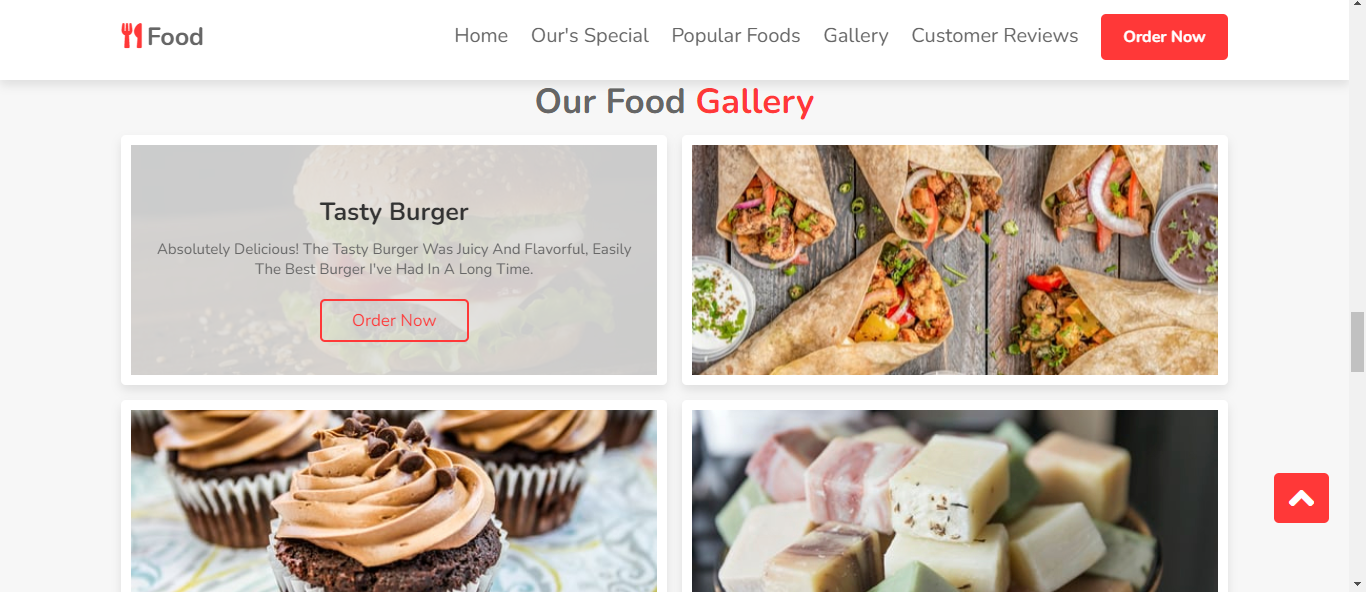 Food
Home
Our's Special
Popular Foods
Gallery
Customer Reviews
Order Now
Our Food Gallery
Tasty Burger
Absolutely Delicious! The Tasty Burger Was Juicy And Flavorful, Easily
The Best Burger I've Had In A Long Time.
Order Now